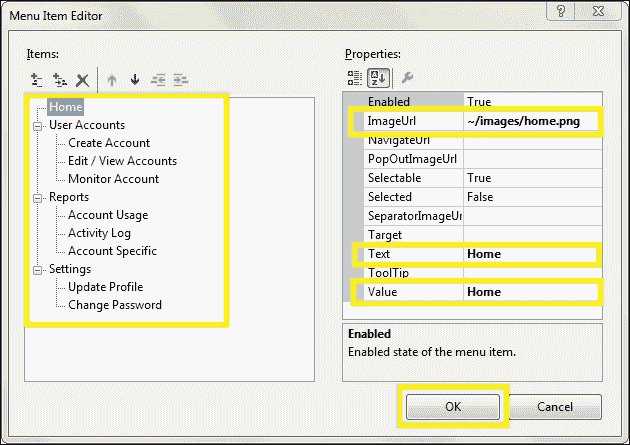 Menu Item Editor
?
Items:
Properties:
Home
User Accounts
Create Account
Edit / View Accounts
Monitor Account
Reports
Account Usage
Activity Log
Account Specific
Settings
Update Profile
Change Password
Enabled True
ImageUrl ~/images/home.png
NavigateUrl
PopOutImageUrl
Selectable True
Selected False
SeparatorImageUr
Target
Text Home
ToolTip
Value Home
Enabled
Enabled state of the menu item.
OK Cancel